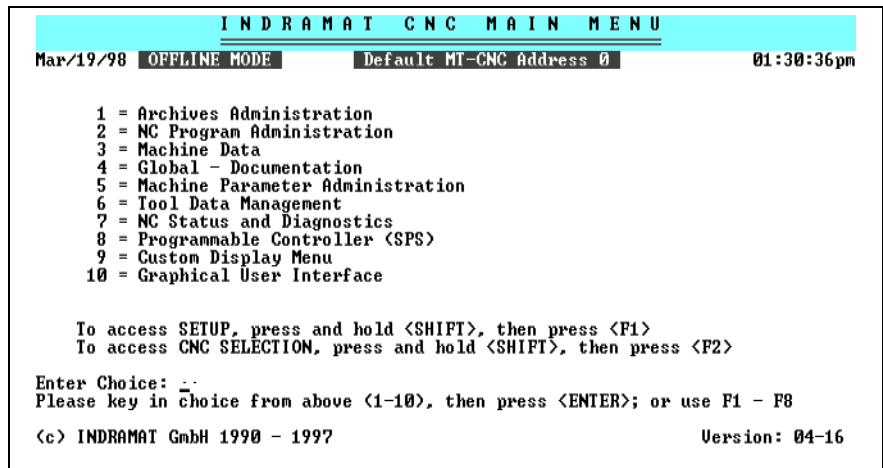 INDRAMAT CNC MAIN MENU
Mar/19/98 OFFLINE MODE Default MT-CNC Address 0 01:30:36pm
1 = Archives Administration
2 = NC Program Administration
3 = Machine Data
4 = Global - Documentation
5 = Machine Parameter Administration
6 = Tool Data Management
7 = NC Status and Diagnostics
8 = Programmable Controller (SPS)
9 = Custom Display Menu
10 = Graphical User Interface
To access SETUP, press and hold <SHIFT>, then press <F1>
To access CNC SELECTION, press and hold <SHIFT>, then press <F2>
Enter Choice: ..
Please key in choice from above (1-10), then press <ENTER>; or use F1 - F8
(c) INDRAMAT GmbH 1990 - 1997 Version: 04-16